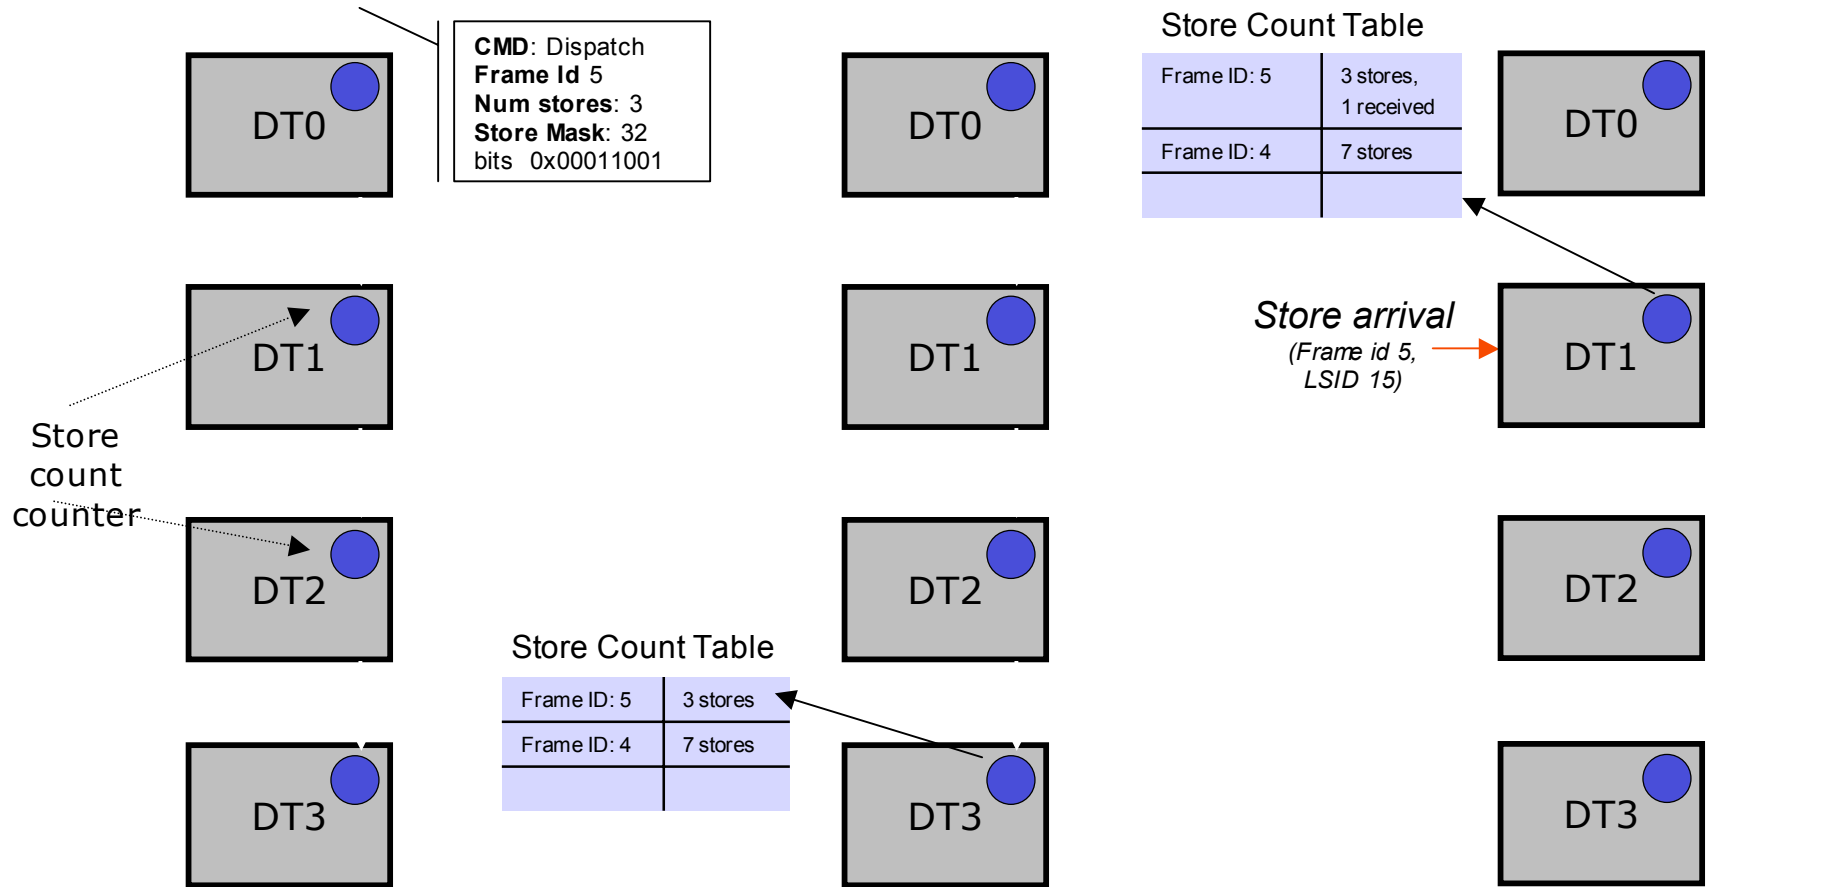 CMD: Dispatch
Frame Id 5
Num stores: 3
Store Mask: 32
bits 0x00011001
DT0
DT1
DT2
DT3
Store
count
counter
DT0
DT1
DT2
DT3
Store Count Table
Frame ID: 5 3 stores
Frame ID: 4 7 stores
Store Count Table
Frame ID: 5 3 stores,
1 received
Frame ID: 4 7 stores
Store arrival
(Frame id 5,
LSID 15)
DT0
DT1
DT2
DT3